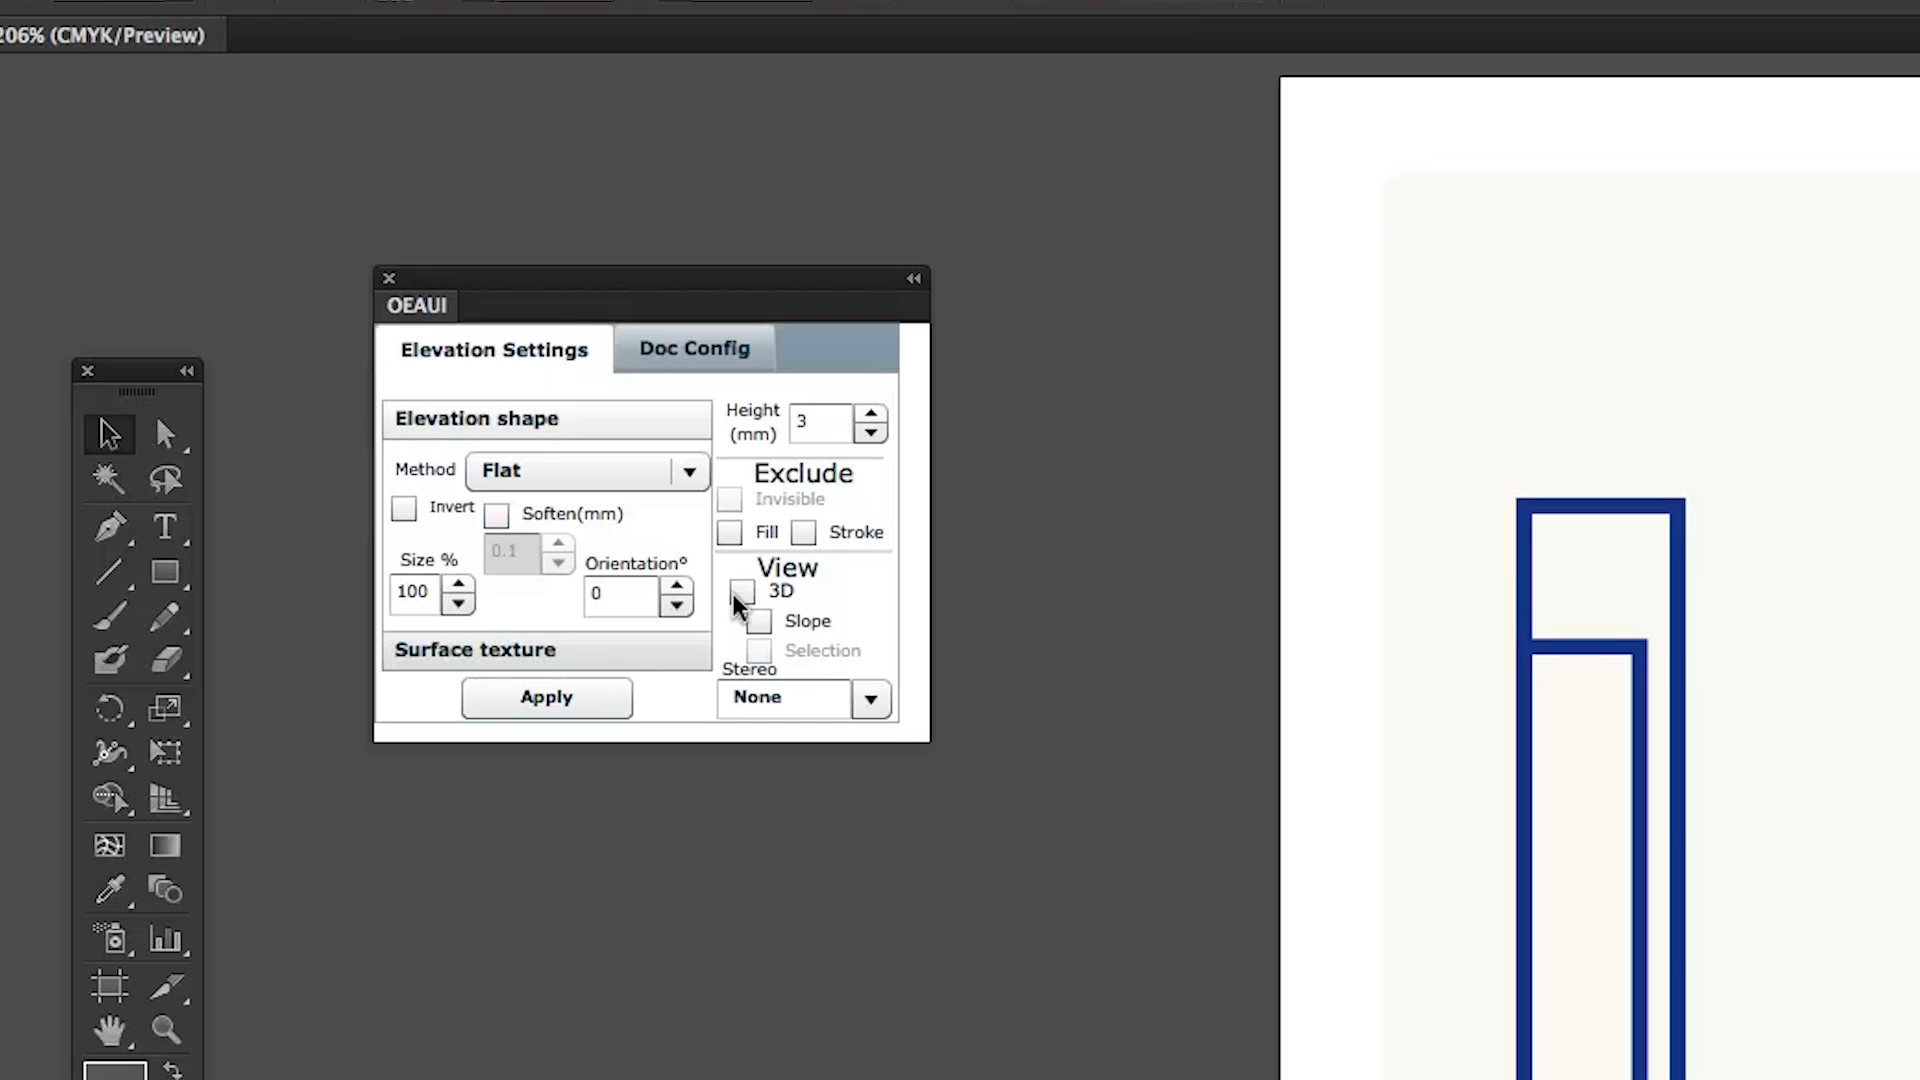 206% (CMYK/Preview)
OEAUI
Elevation Settings
Doc Config
Elevation shape
Height
(mm)
3
Method
Flat
Exclude
Invisible
Invert
Soften(mm)
Fill
Stroke
0.1
Size %
Orientation°
View
100
0
3D
Slope
Surface texture
Selection
Stereo
Apply
None